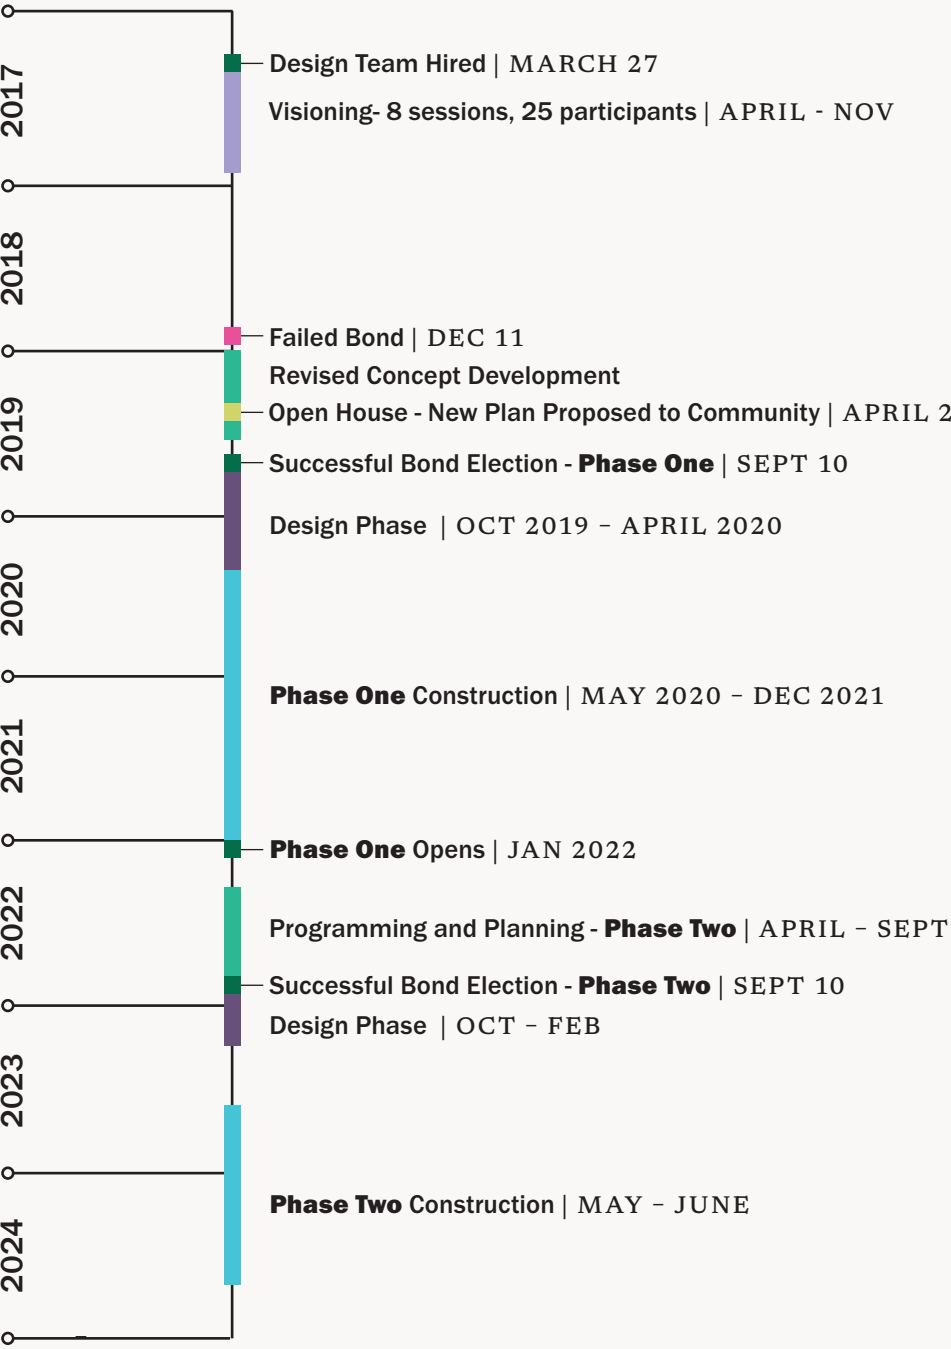 2017
Design Team Hired | MARCH 27
Visioning- 8 sessions, 25 participants | APRIL - NOV
2018
Failed Bond | DEC 11
2019
Revised Concept Development
Open House - New Plan Proposed to Community | APRIL 2
Successful Bond Election - Phase One | SEPT 10
Design Phase | OCT 2019 – APRIL 2020
2020
Phase One Construction | MAY 2020 – DEC 2021
2021
Phase One Opens | JAN 2022
2022
Programming and Planning - Phase Two | APRIL – SEPT
Successful Bond Election - Phase Two | SEPT 10
Design Phase | OCT – FEB
2023
Phase Two Construction | MAY – JUNE
2024